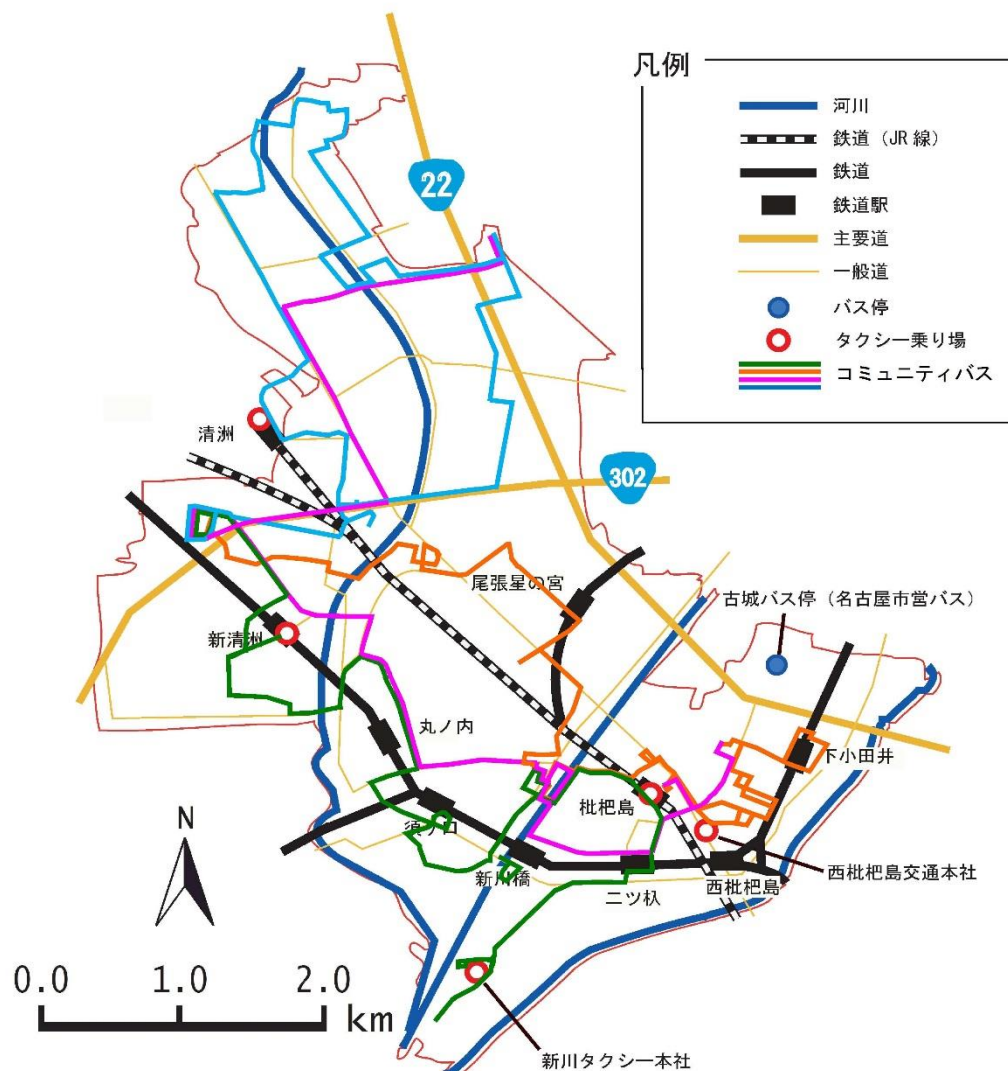 凡例
河川
鉄道（JR 線）
鉄道
鉄道駅
主要道
一般道
バス停
タクシー乗り場
コミュニティバス
22
清洲
302
尾張星の宮
古城バス停（名古屋市営バス）
新清洲
丸ノ内
下小田井
枇杷島
須ケ口
新川橋
二ツ杁
西枇杷島
西枇杷島交通本社
N
0.0 1.0 2.0
km
新川タクシー本社